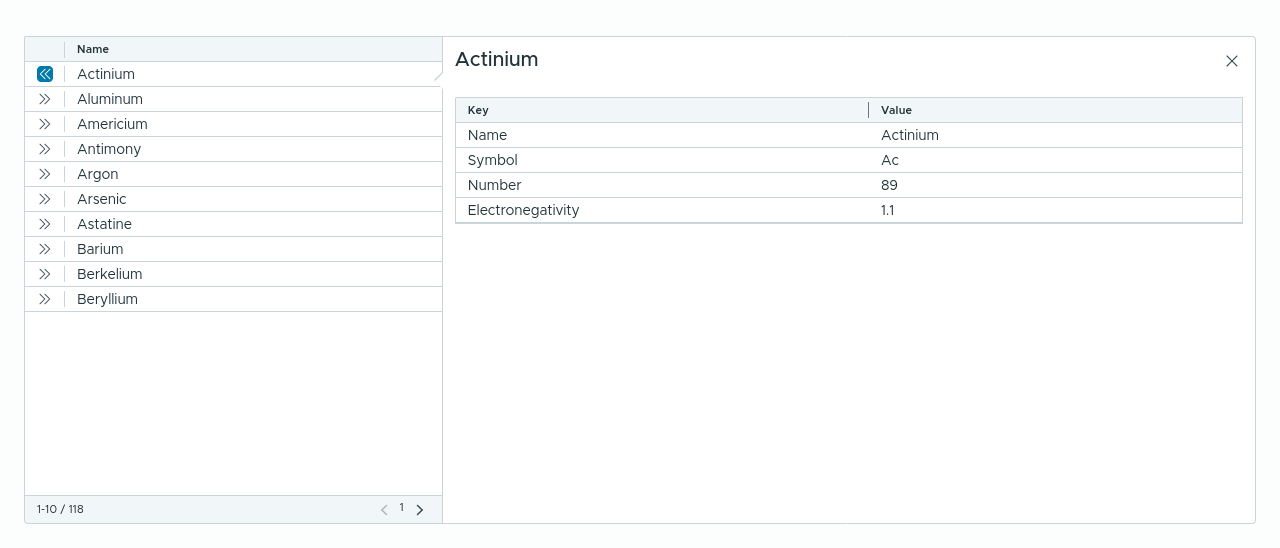 Name
Actinium
Aluminum
Americium
Antimony
Argon
Arsenic
Astatine
Barium
Berkelium
Beryllium
1-10 / 118
1
Actinium
Key Value
Name Actinium
Symbol Ac
Number 89
Electronegativity 1.1